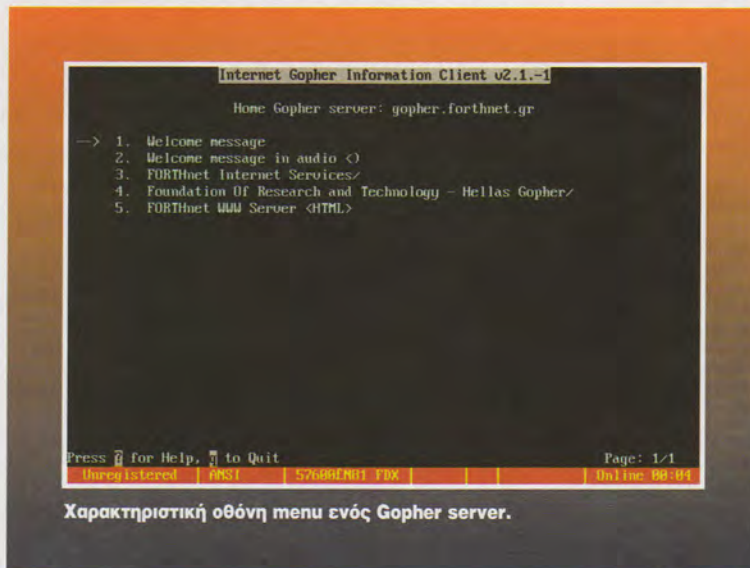 Internet Gopher Information Client v2.1.-1
Home Gopher server: gopher.forthnet.gr
--> 1. Welcome message
2. Welcome message in audio <)
3. FORTHnet Internet Services/
4. Foundation Of Research and Technology - Hellas Gopher/
5. FORTHnet WWW Server <HTML>
Press ? for Help, q to Quit Page: 1/1
Unregistered ANSI 57600,N81 FDX Online 00:04
Χαρακτηριστική οθόνη menu ενός Gopher server.